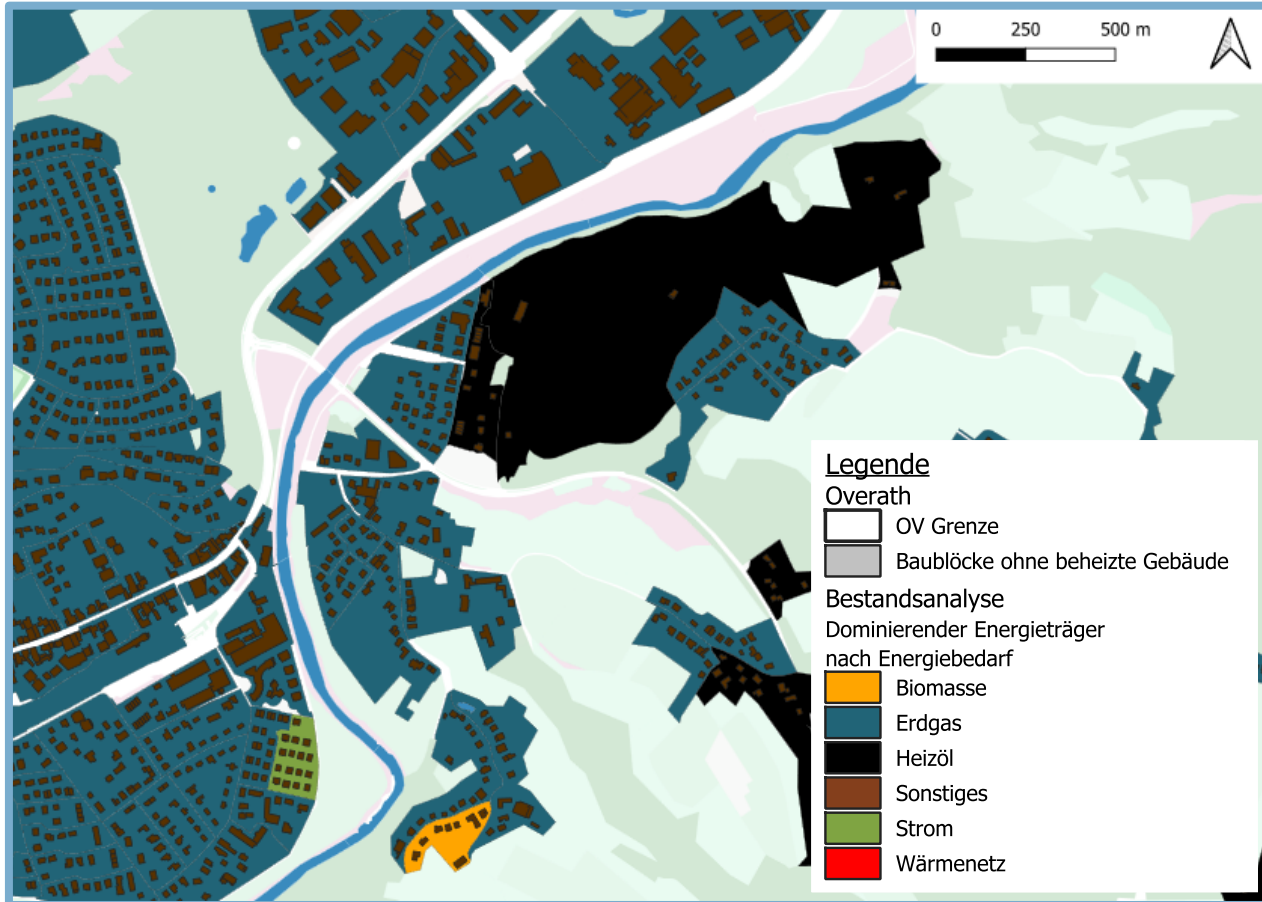 0 250 500 m
Legende
Overath
OV Grenze
Baublöcke ohne beheizte Gebäude
Bestandsanalyse
Dominierender Energieträger
nach Energiebedarf
Biomasse
Erdgas
Heizöl
Sonstiges
Strom
Wärmenetz